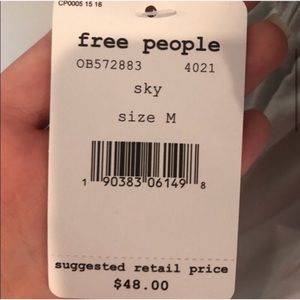 CP0005 15 16
free people
OB572883 4021
sky
size M
1 90383 06149 8
suggested retail price
$48.00